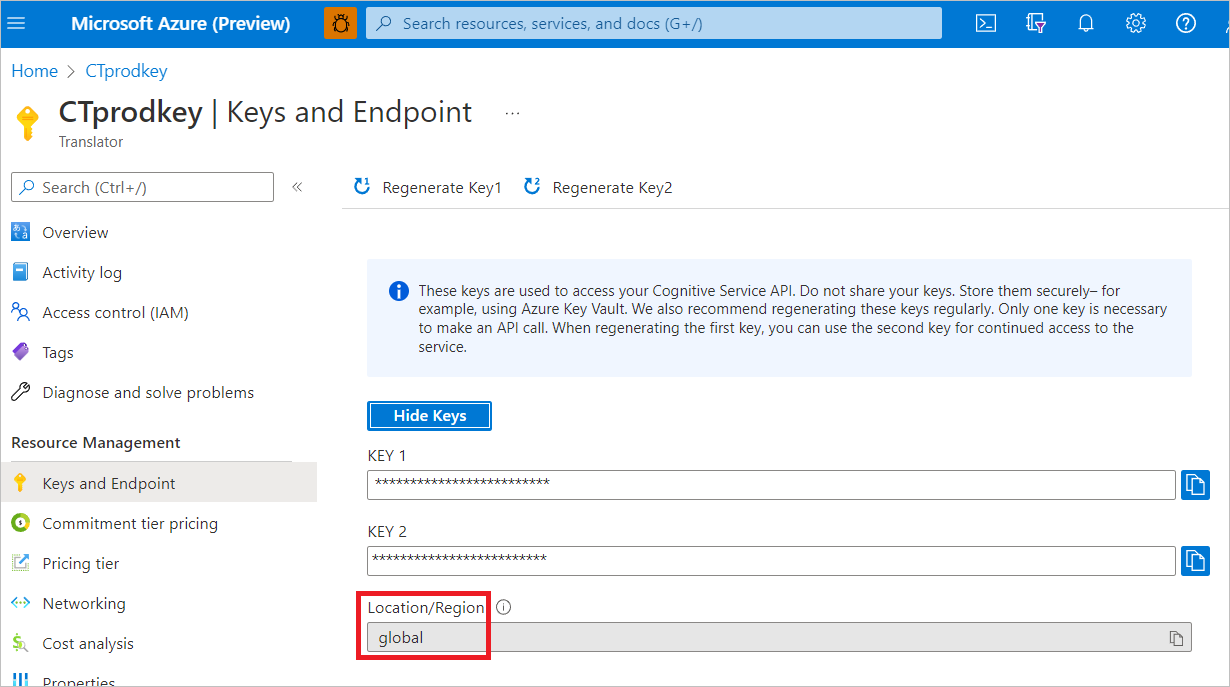 Microsoft Azure (Preview)
Search resources, services, and docs (G+/)
Home > CTprodkey
CTprodkey | Keys and Endpoint ...
Translator
Search (Ctrl+/)
«
Regenerate Key1
Regenerate Key2
Overview
Activity log
Access control (IAM)
Tags
Diagnose and solve problems
Resource Management
Keys and Endpoint
Commitment tier pricing
Pricing tier
Networking
Cost analysis
Properties
These keys are used to access your Cognitive Service API. Do not share your keys. Store them securely– for
example, using Azure Key Vault. We also recommend regenerating these keys regularly. Only one key is necessary
to make an API call. When regenerating the first key, you can use the second key for continued access to the
service.
Hide Keys
KEY 1
**************************
KEY 2
**************************
Location/Region
global